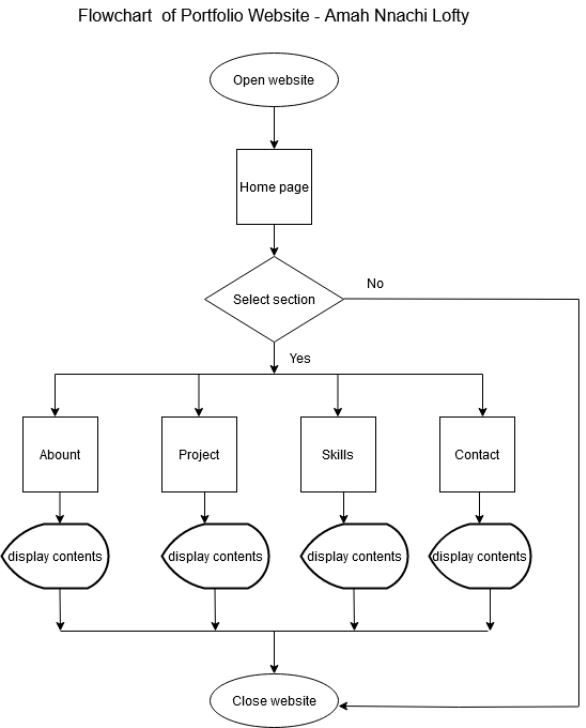 Flowchart of Portfolio Website - Amah Nnachi Lofty
Open website
Home page
Select section
No
Yes
Abount
Project
Skills
Contact
display contents
display contents
display contents
display contents
Close website